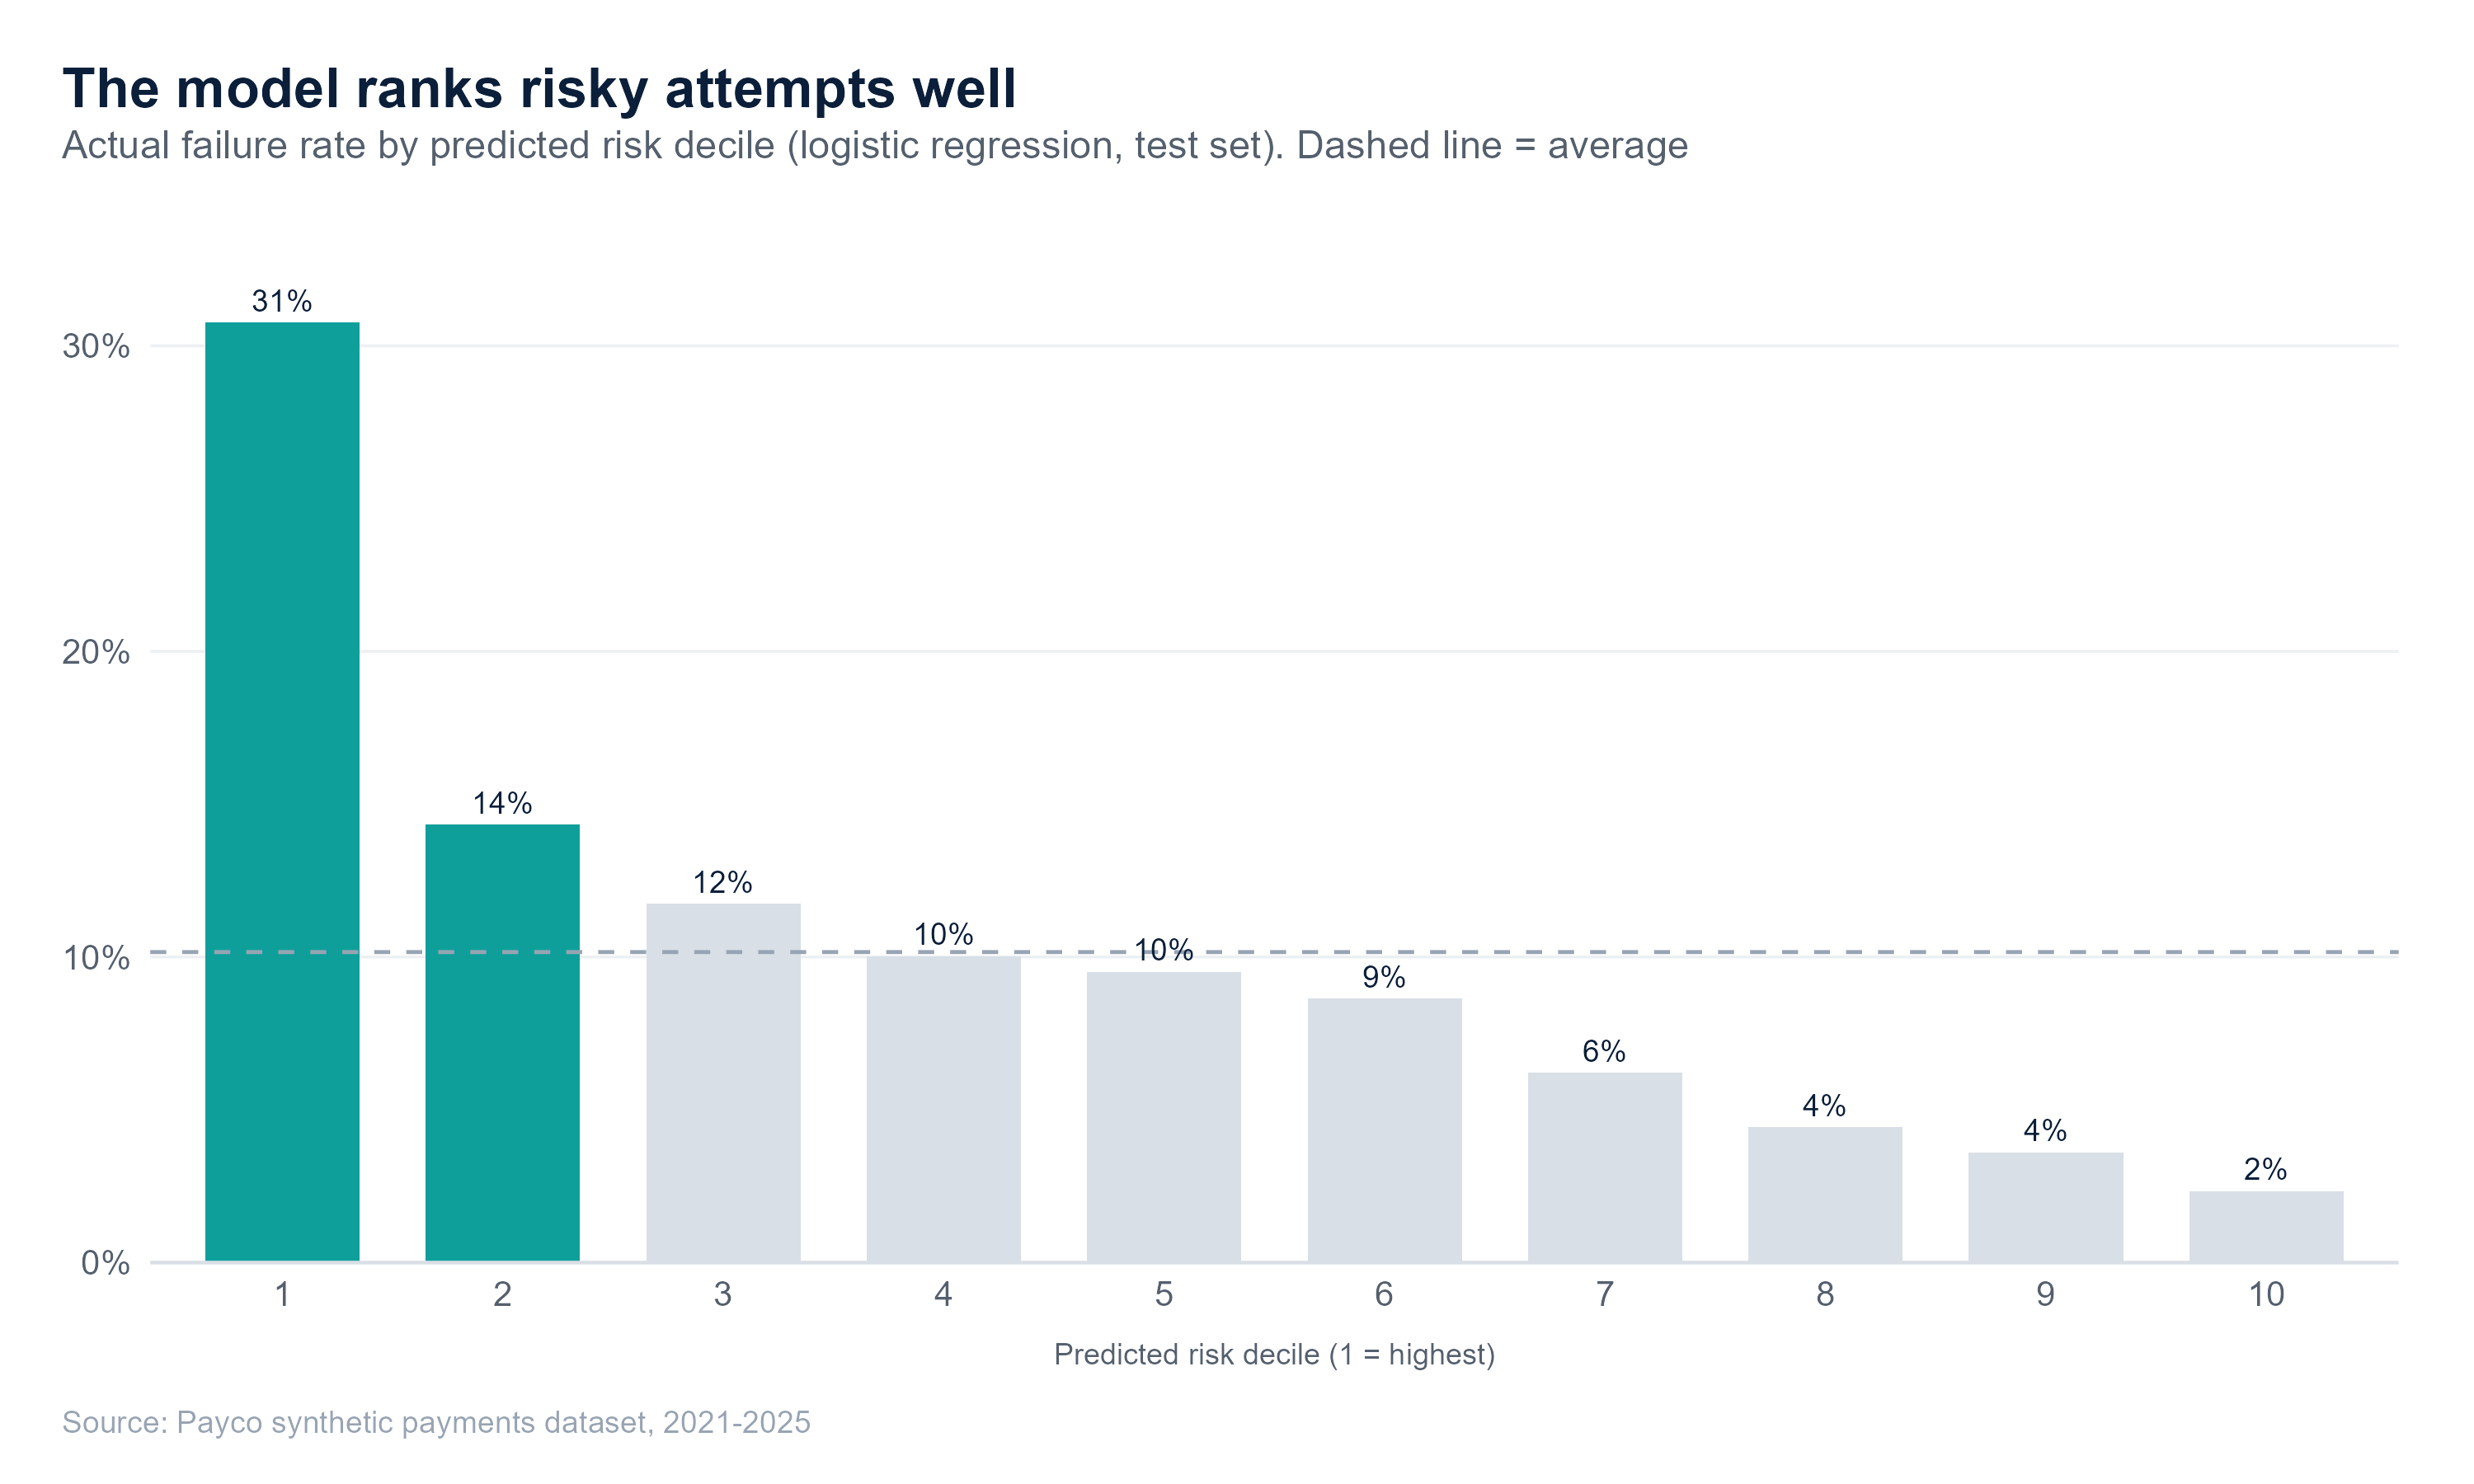 The model ranks risky attempts well
Actual failure rate by predicted risk decile (logistic regression, test set). Dashed line = average
31%
30%
20%
14%
12%
10%
10%
10%
9%
6%
4%
4%
2%
0%
1 2 3 4 5 6 7 8 9 10
Predicted risk decile (1 = highest)
Source: Payco synthetic payments dataset, 2021-2025